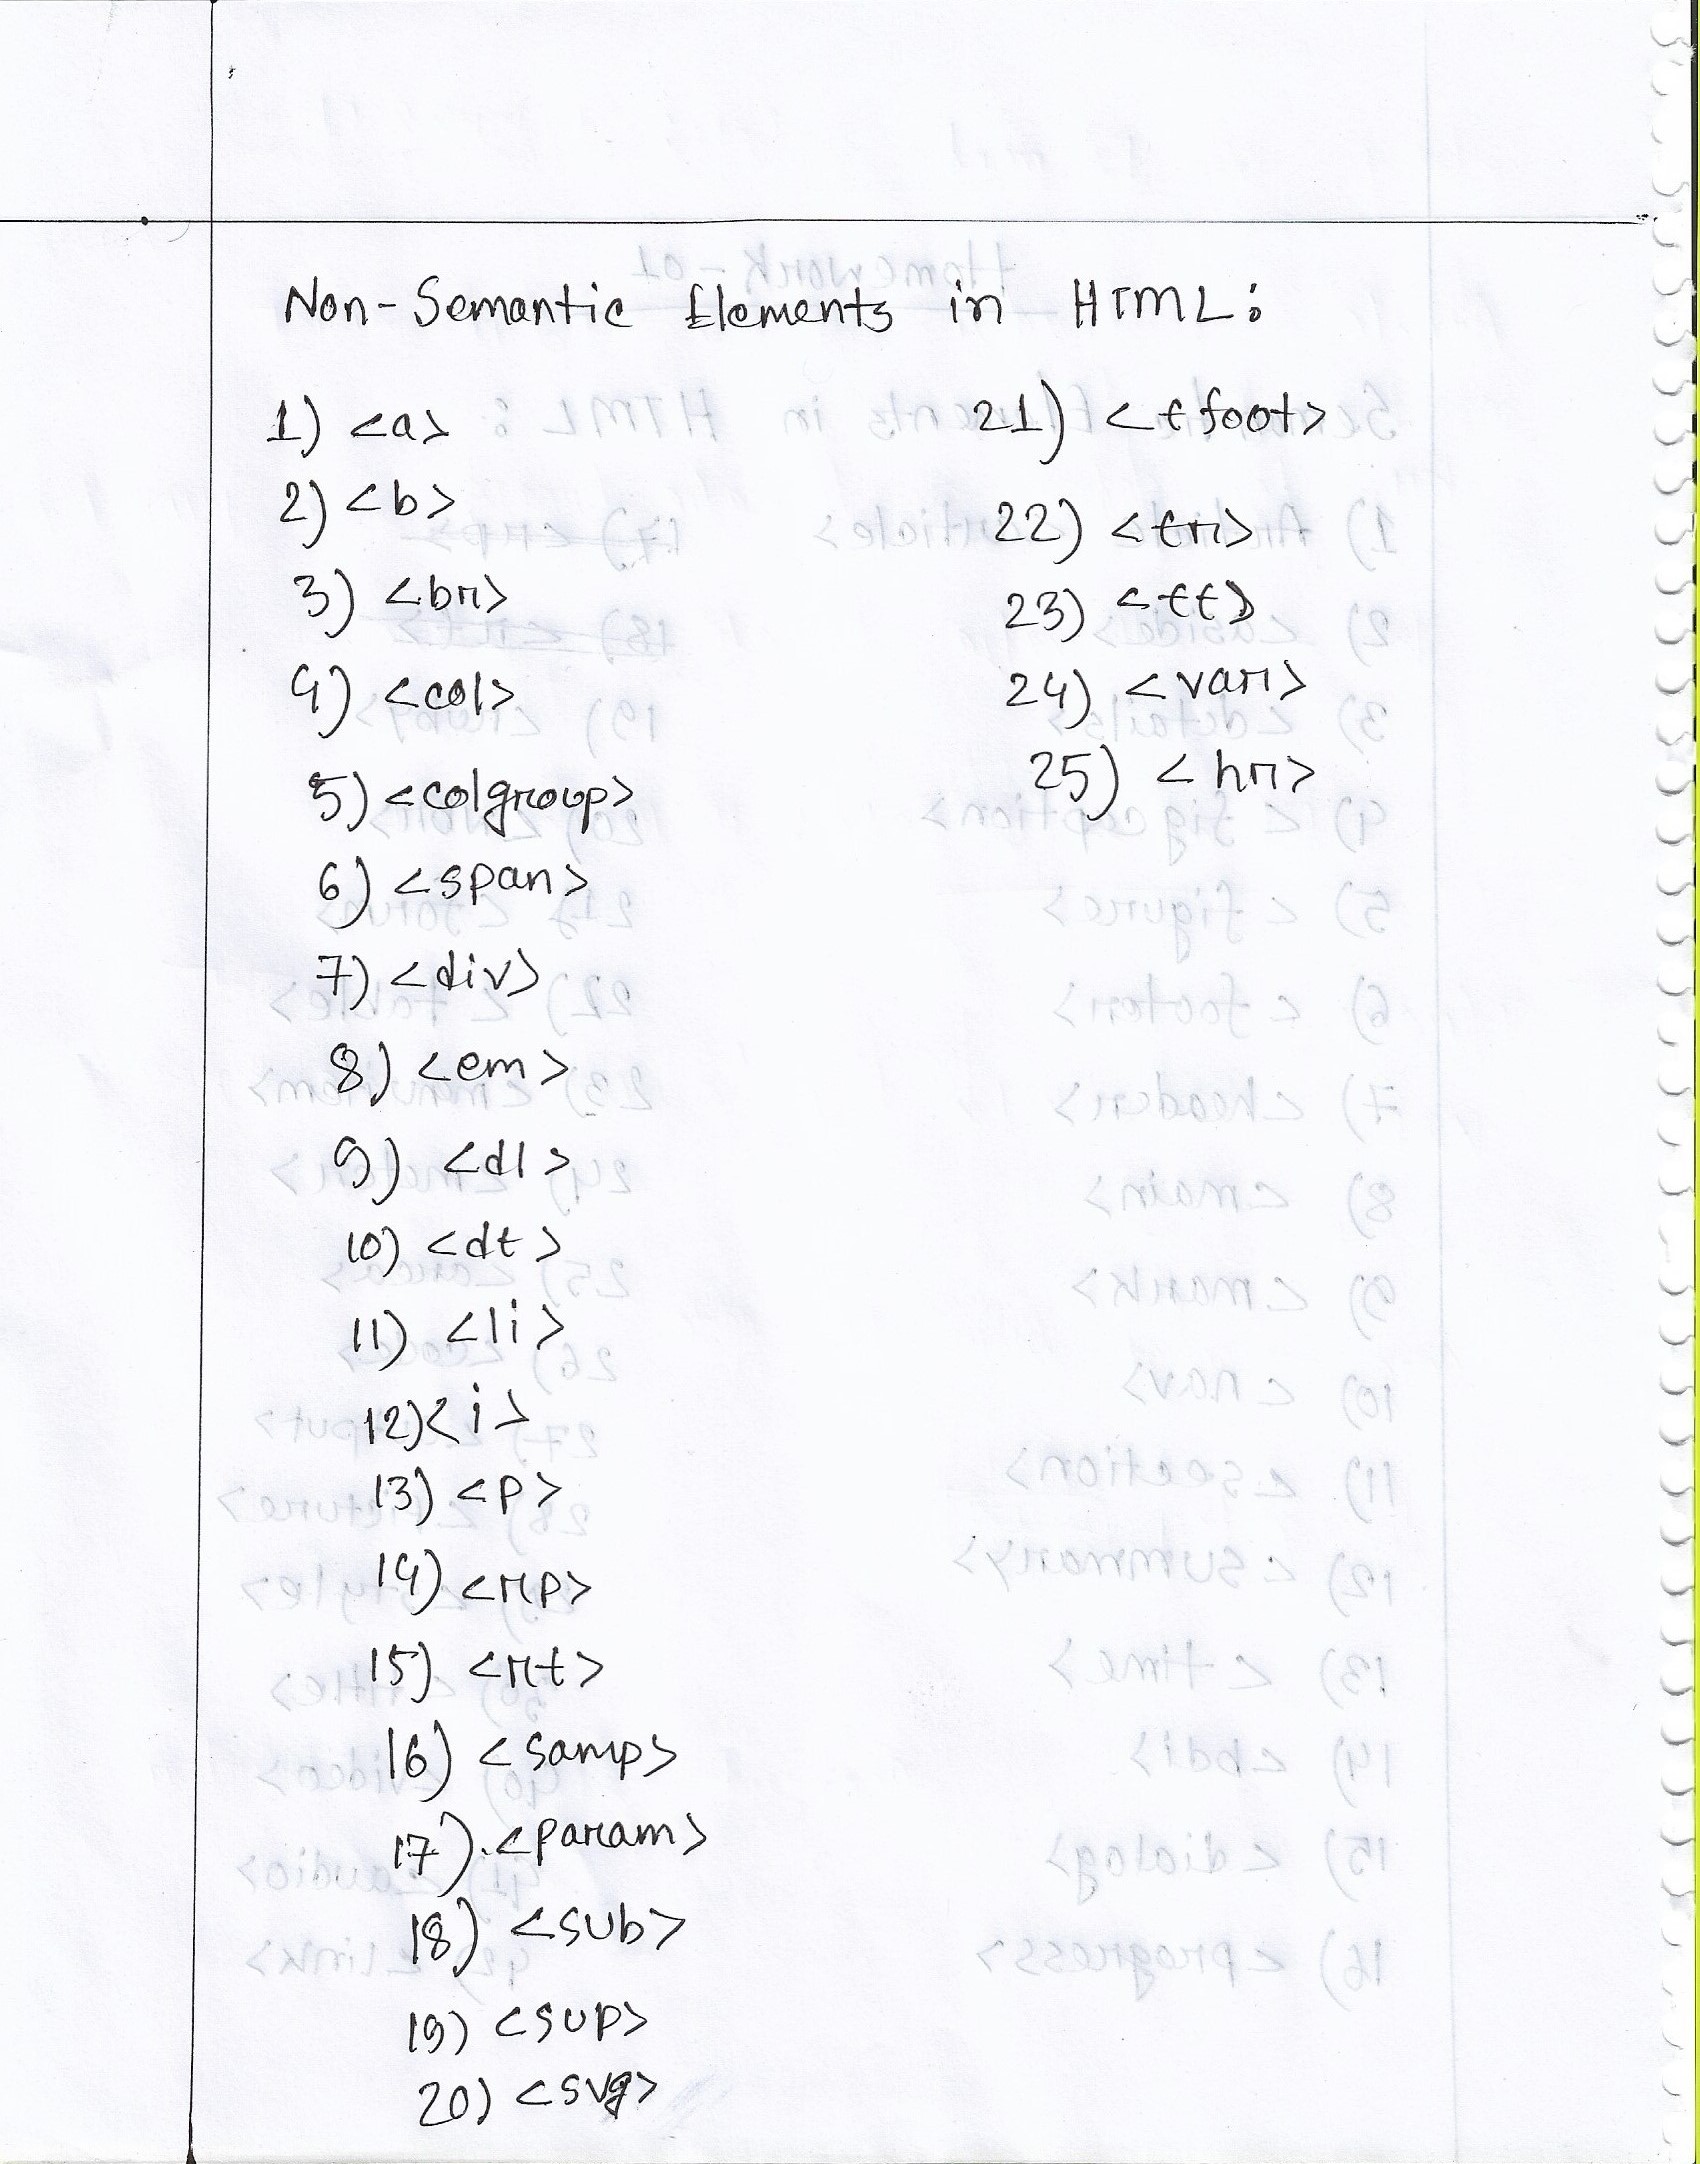 Non-Semantic Elements in HTML:
1) <a>
2) <b>
3) <br>
4) <col>
5) <colgroup>
6) <span>
7) <div>
8) <em>
9) <dl>
10) <dt>
11) <li>
12) <i>
13) <p>
14) <rp>
15) <rt>
16) <samp>
17) <param>
18) <sub>
19) <sup>
20) <svg>
21) <tfoot>
22) <tr>
23) <tt>
24) <var>
25) <hr>